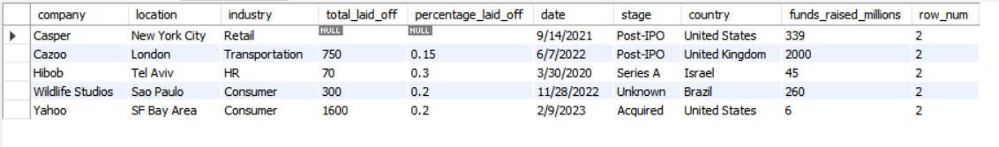 company location industry total_laid_off percentage_laid_off date stage country funds_raised_millions row_num
Casper New York City Retail NULL NULL 9/14/2021 Post-IPO United States 339 2
Cazoo London Transportation 750 0.15 6/7/2022 Post-IPO United Kingdom 2000 2
Hibob Tel Aviv HR 70 0.3 3/30/2020 Series A Israel 45 2
Wildlife Studios Sao Paulo Consumer 300 0.2 11/28/2022 Unknown Brazil 260 2
Yahoo SF Bay Area Consumer 1600 0.2 2/9/2023 Acquired United States 6 2